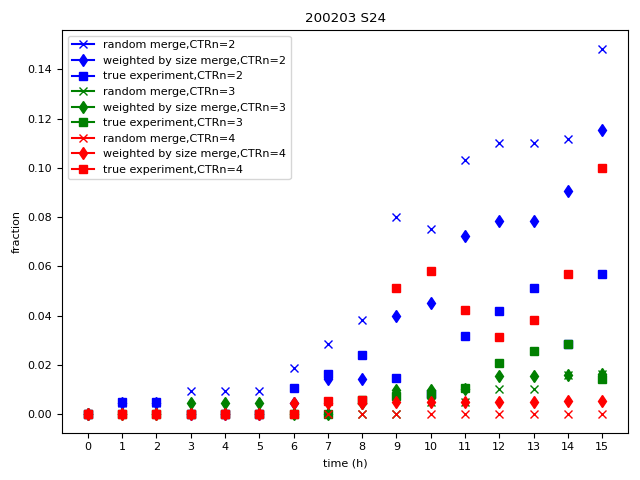 200203 S24
random merge,CTRn=2
weighted by size merge,CTRn=2
true experiment,CTRn=2
random merge,CTRn=3
weighted by size merge,CTRn=3
true experiment,CTRn=3
random merge,CTRn=4
weighted by size merge,CTRn=4
true experiment,CTRn=4
fraction
0.14
0.12
0.10
0.08
0.06
0.04
0.02
0.00
0 1 2 3 4 5 6 7 8 9 10 11 12 13 14 15
time (h)